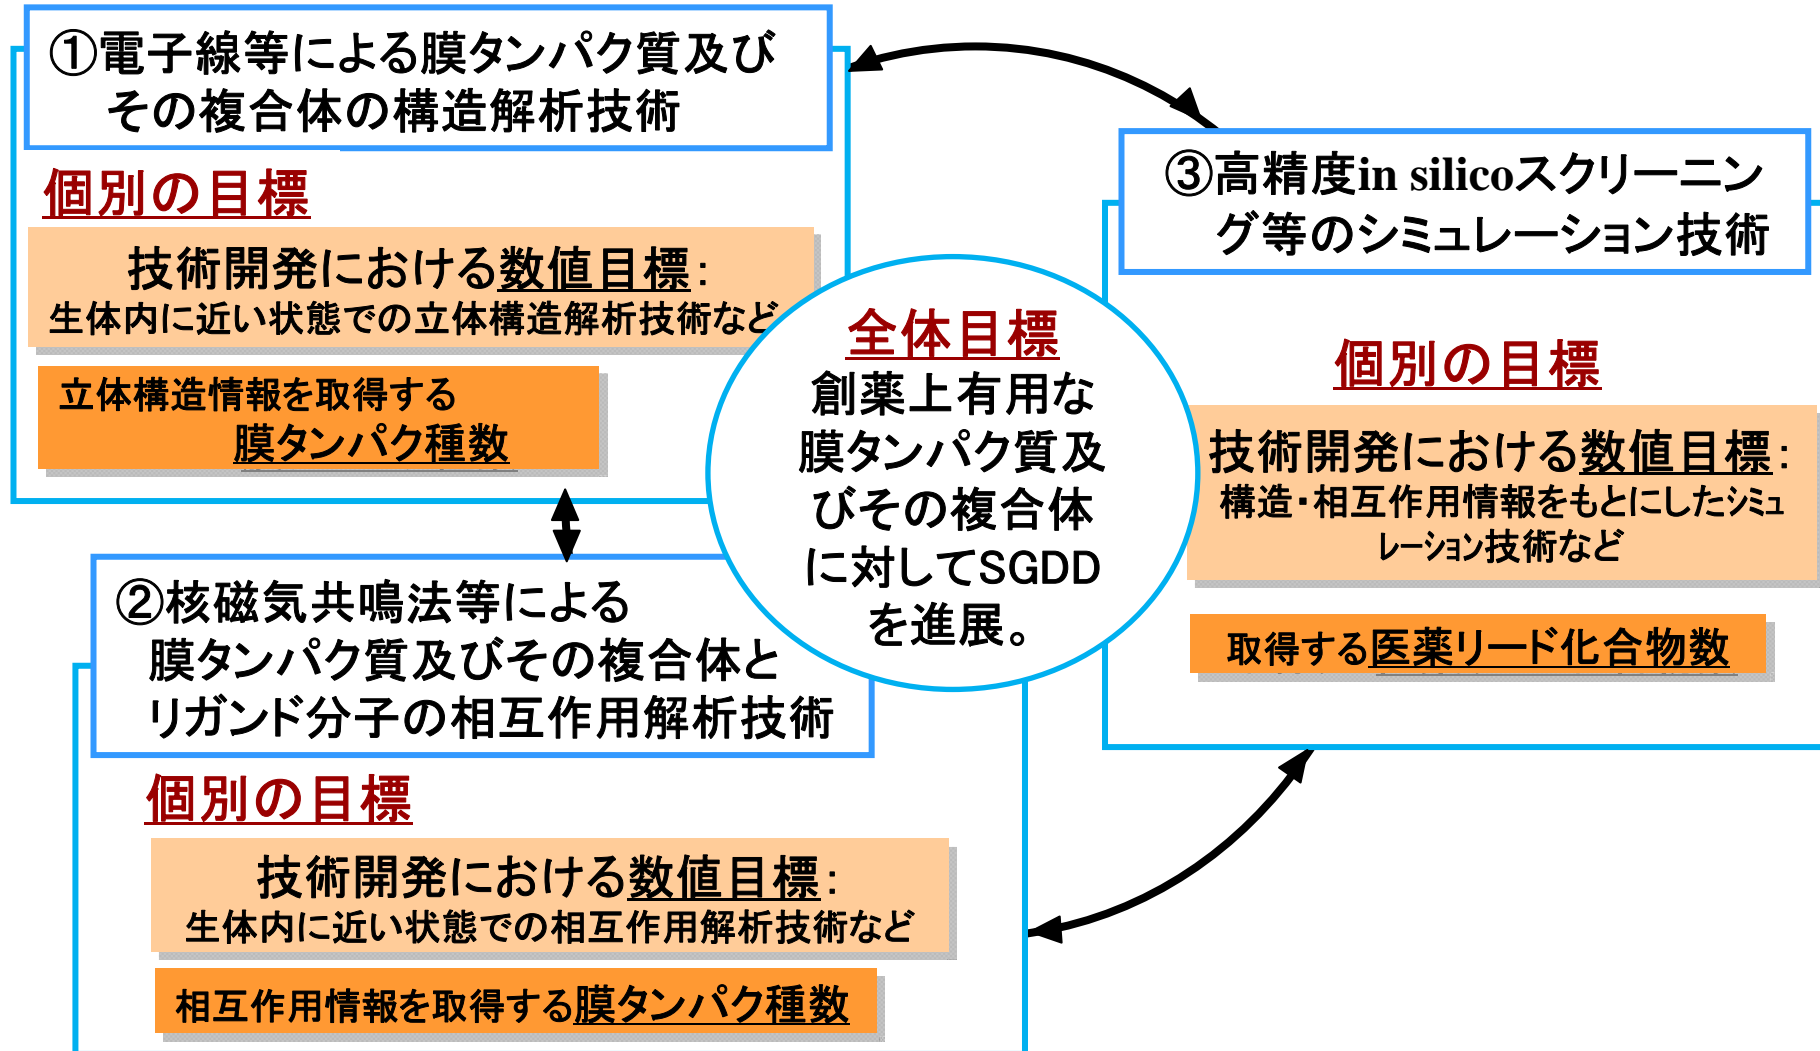 ①電子線等による膜タンパク質及び
その複合体の構造解析技術
個別の目標
技術開発における数値目標：
生体内に近い状態での立体構造解析技術など
立体構造情報を取得する
膜タンパク種数
②核磁気共鳴法等による
膜タンパク質及びその複合体と
リガンド分子の相互作用解析技術
個別の目標
技術開発における数値目標：
生体内に近い状態での相互作用解析技術など
相互作用情報を取得する膜タンパク種数
全体目標
創薬上有用な
膜タンパク質及
びその複合体
に対してSGDD
を進展。
③高精度in silicoスクリーニン
グ等のシミュレーション技術
個別の目標
技術開発における数値目標：
構造・相互作用情報をもとにしたシミュ
レーション技術など
取得する医薬リード化合物数